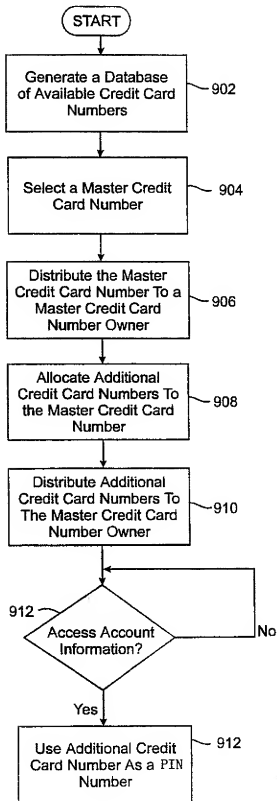 START
Generate a Database
of Available Credit Card
Numbers
902
Select a Master Credit
Card Number
904
Distribute the Master
Credit Card Number To a
Master Credit Card
Number Owner
906
Allocate Additional
Credit Card Numbers To
the Master Credit Card
Number
908
Distribute Additional
Credit Card Numbers To
The Master Credit Card
Number Owner
910
912
Access Account
Information?
No
Yes
Use Additional Credit
Card Number As a PIN
Number
912